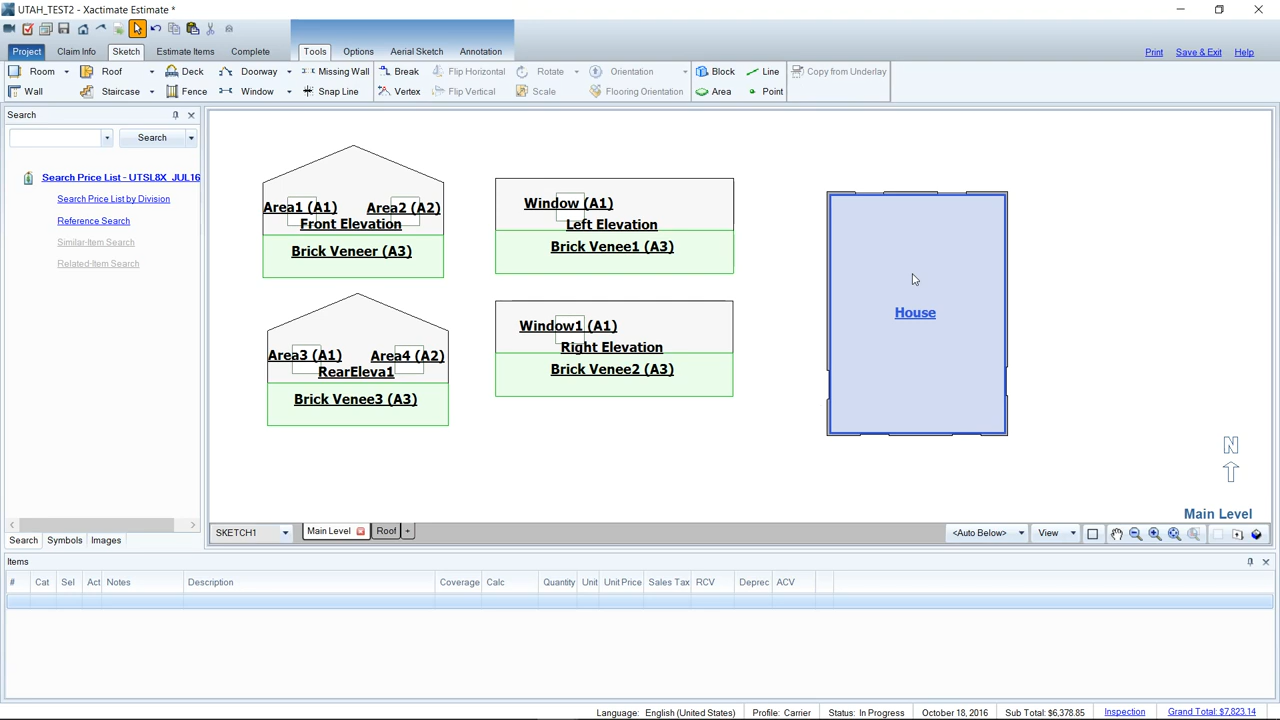 UTAH_TEST2 - Xactimate Estimate *
Project Claim Info Sketch Estimate Items Complete Tools Options Aerial Sketch Annotation Print Save & Exit Help
Room Roof Deck Doorway Missing Wall Break Flip Horizontal Rotate Orientation Block Line Copy from Underlay
Wall Staircase Fence Window Snap Line Vertex Flip Vertical Scale Flooring Orientation Area Point
Search
Search
Search Price List - UTSL8X_JUL16
Search Price List by Division
Reference Search
Similar-Item Search
Related-Item Search
Area1 (A1) Area2 (A2)
Front Elevation
Brick Veneer (A3)
Window (A1)
Left Elevation
Brick Venee1 (A3)
Area3 (A1) Area4 (A2)
RearEleva1
Brick Venee3 (A3)
Window1 (A1)
Right Elevation
Brick Venee2 (A3)
House
N
Main Level
SKETCH1 Main Level Roof + <Auto Below> View
Search Symbols Images
Items
# Cat Sel Act Notes Description Coverage Calc Quantity Unit Unit Price Sales Tax RCV Deprec ACV
Language: English (United States) Profile: Carrier Status: In Progress October 18, 2016 Sub Total: $6,378.85 Inspection Grand Total: $7,823.14